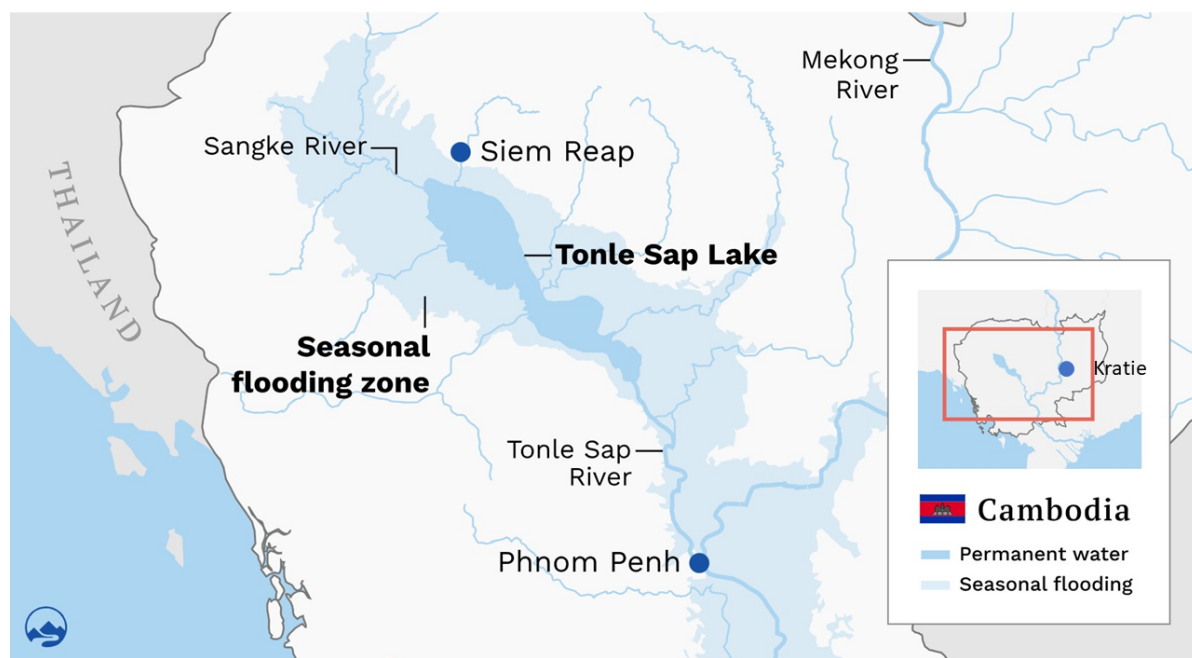 Mekong
River
Sangke River
Siem Reap
THAILAND
Tonle Sap Lake
Seasonal
flooding zone
Kratie
Tonle Sap
River
Cambodia
Phnom Penh
Permanent water
Seasonal flooding